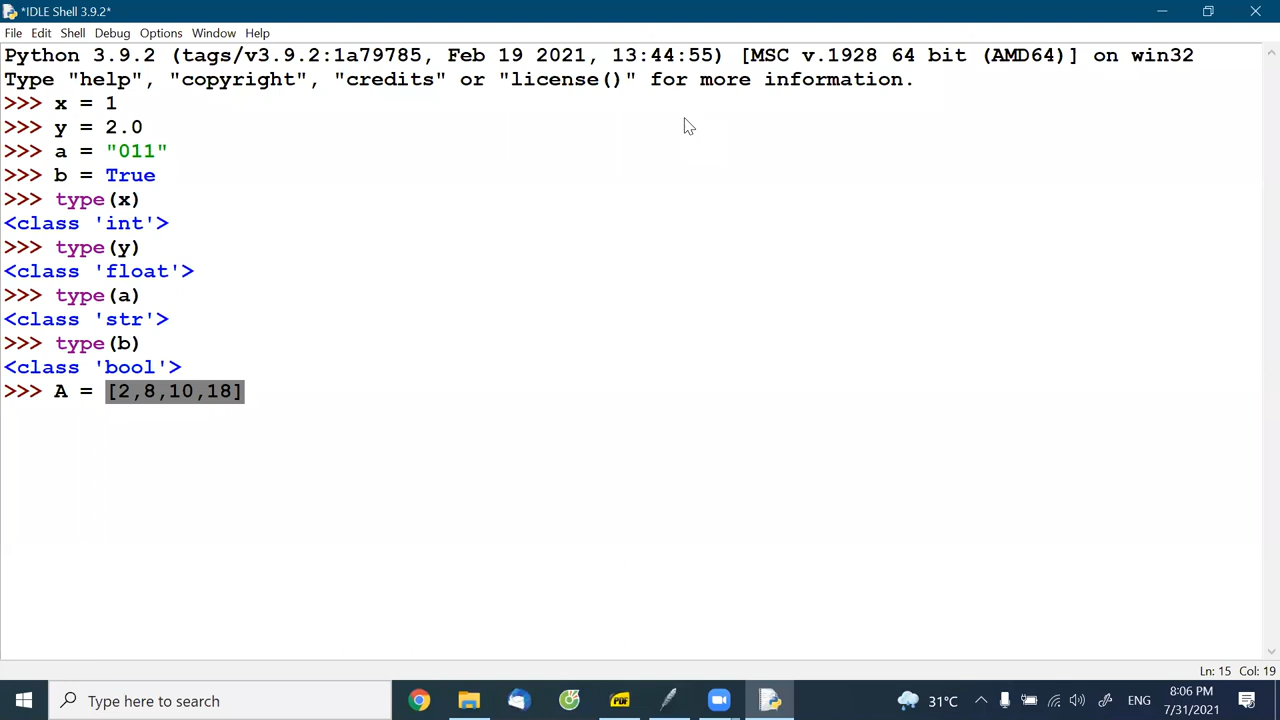 *IDLE Shell 3.9.2*
File Edit Shell Debug Options Window Help
Python 3.9.2 (tags/v3.9.2:1a79785, Feb 19 2021, 13:44:55) [MSC v.1928 64 bit (AMD64)] on win32
Type "help", "copyright", "credits" or "license()" for more information.
>>> x = 1
>>> y = 2.0
>>> a = "011"
>>> b = True
>>> type(x)
<class 'int'>
>>> type(y)
<class 'float'>
>>> type(a)
<class 'str'>
>>> type(b)
<class 'bool'>
>>> A = [2,8,10,18]
Ln: 15 Col: 19
Type here to search
PDF
31°C
ENG
8:06 PM
7/31/2021